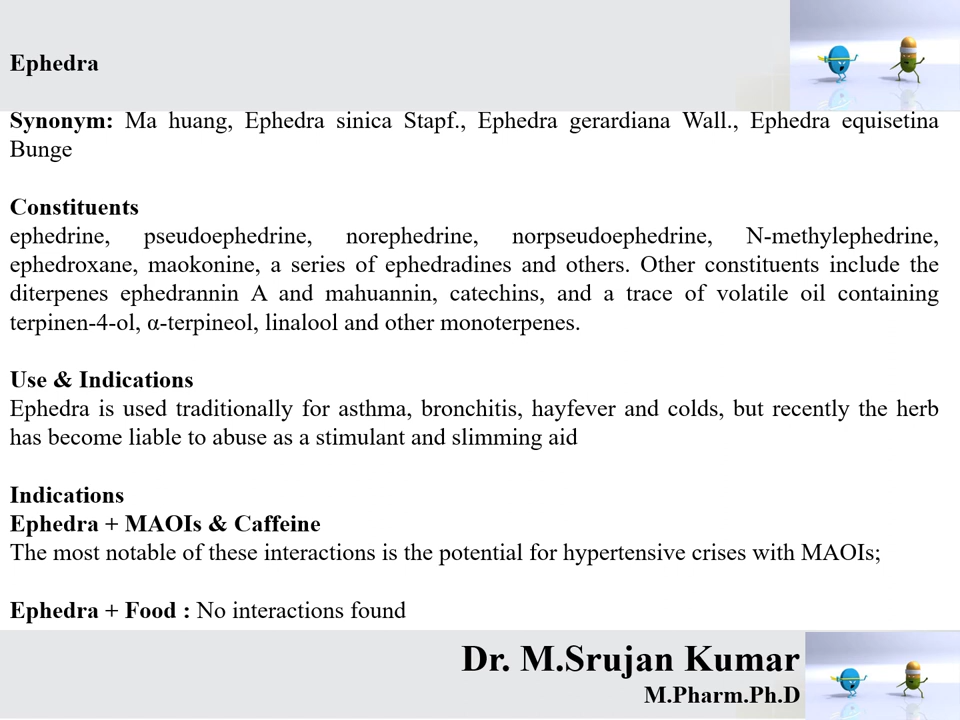 Ephedra
Synonym: Ma huang, Ephedra sinica Stapf., Ephedra gerardiana Wall., Ephedra equisetina
Bunge
Constituents
ephedrine, pseudoephedrine, norephedrine, norpseudoephedrine, N-methylephedrine,
ephedroxane, maokonine, a series of ephedradines and others. Other constituents include the
diterpenes ephedrannin A and mahuannin, catechins, and a trace of volatile oil containing
terpinen-4-ol, α-terpineol, linalool and other monoterpenes.
Use & Indications
Ephedra is used traditionally for asthma, bronchitis, hayfever and colds, but recently the herb
has become liable to abuse as a stimulant and slimming aid
Indications
Ephedra + MAOIs & Caffeine
The most notable of these interactions is the potential for hypertensive crises with MAOIs;
Ephedra + Food : No interactions found
Dr. M.Srujan Kumar
M.Pharm.Ph.D